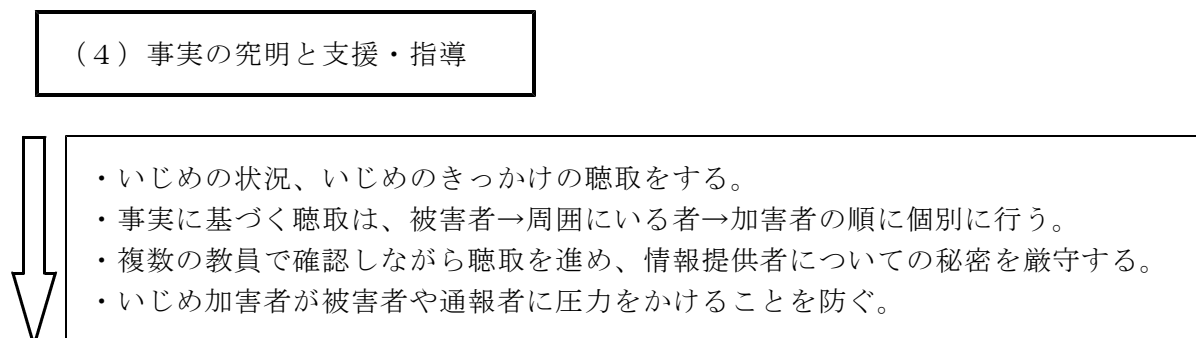 （４）事実の究明と支援・指導
・いじめの状況、いじめのきっかけの聴取をする。
・事実に基づく聴取は、被害者→周囲にいる者→加害者の順に個別に行う。
・複数の教員で確認しながら聴取を進め、情報提供者についての秘密を厳守する。
・いじめ加害者が被害者や通報者に圧力をかけることを防ぐ。